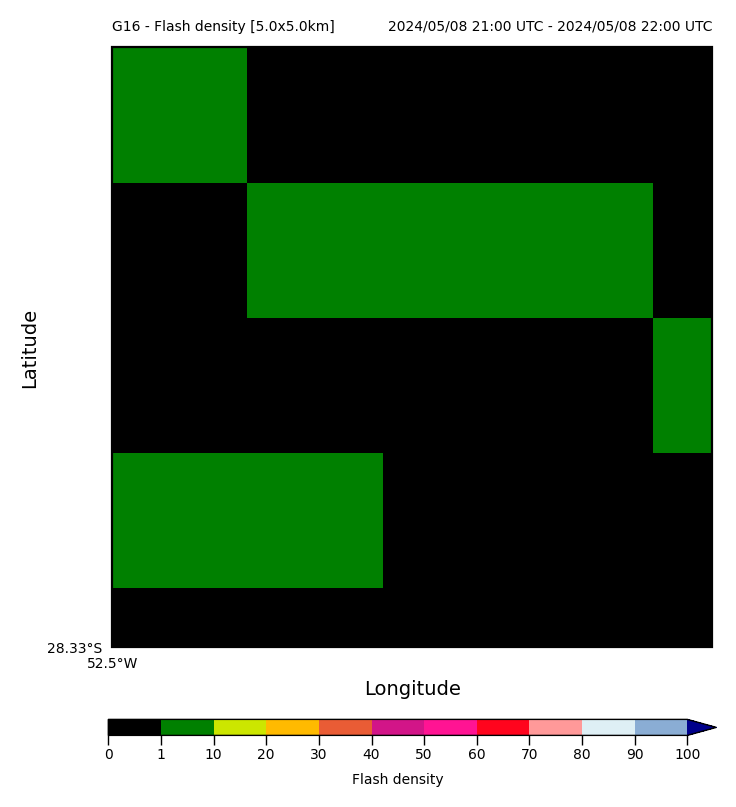 G16 - Flash density [5.0x5.0km] 2024/05/08 21:00 UTC - 2024/05/08 22:00 UTC
Latitude
28.33°S
52.5°W
Longitude
0 1 10 20 30 40 50 60 70 80 90 100
Flash density